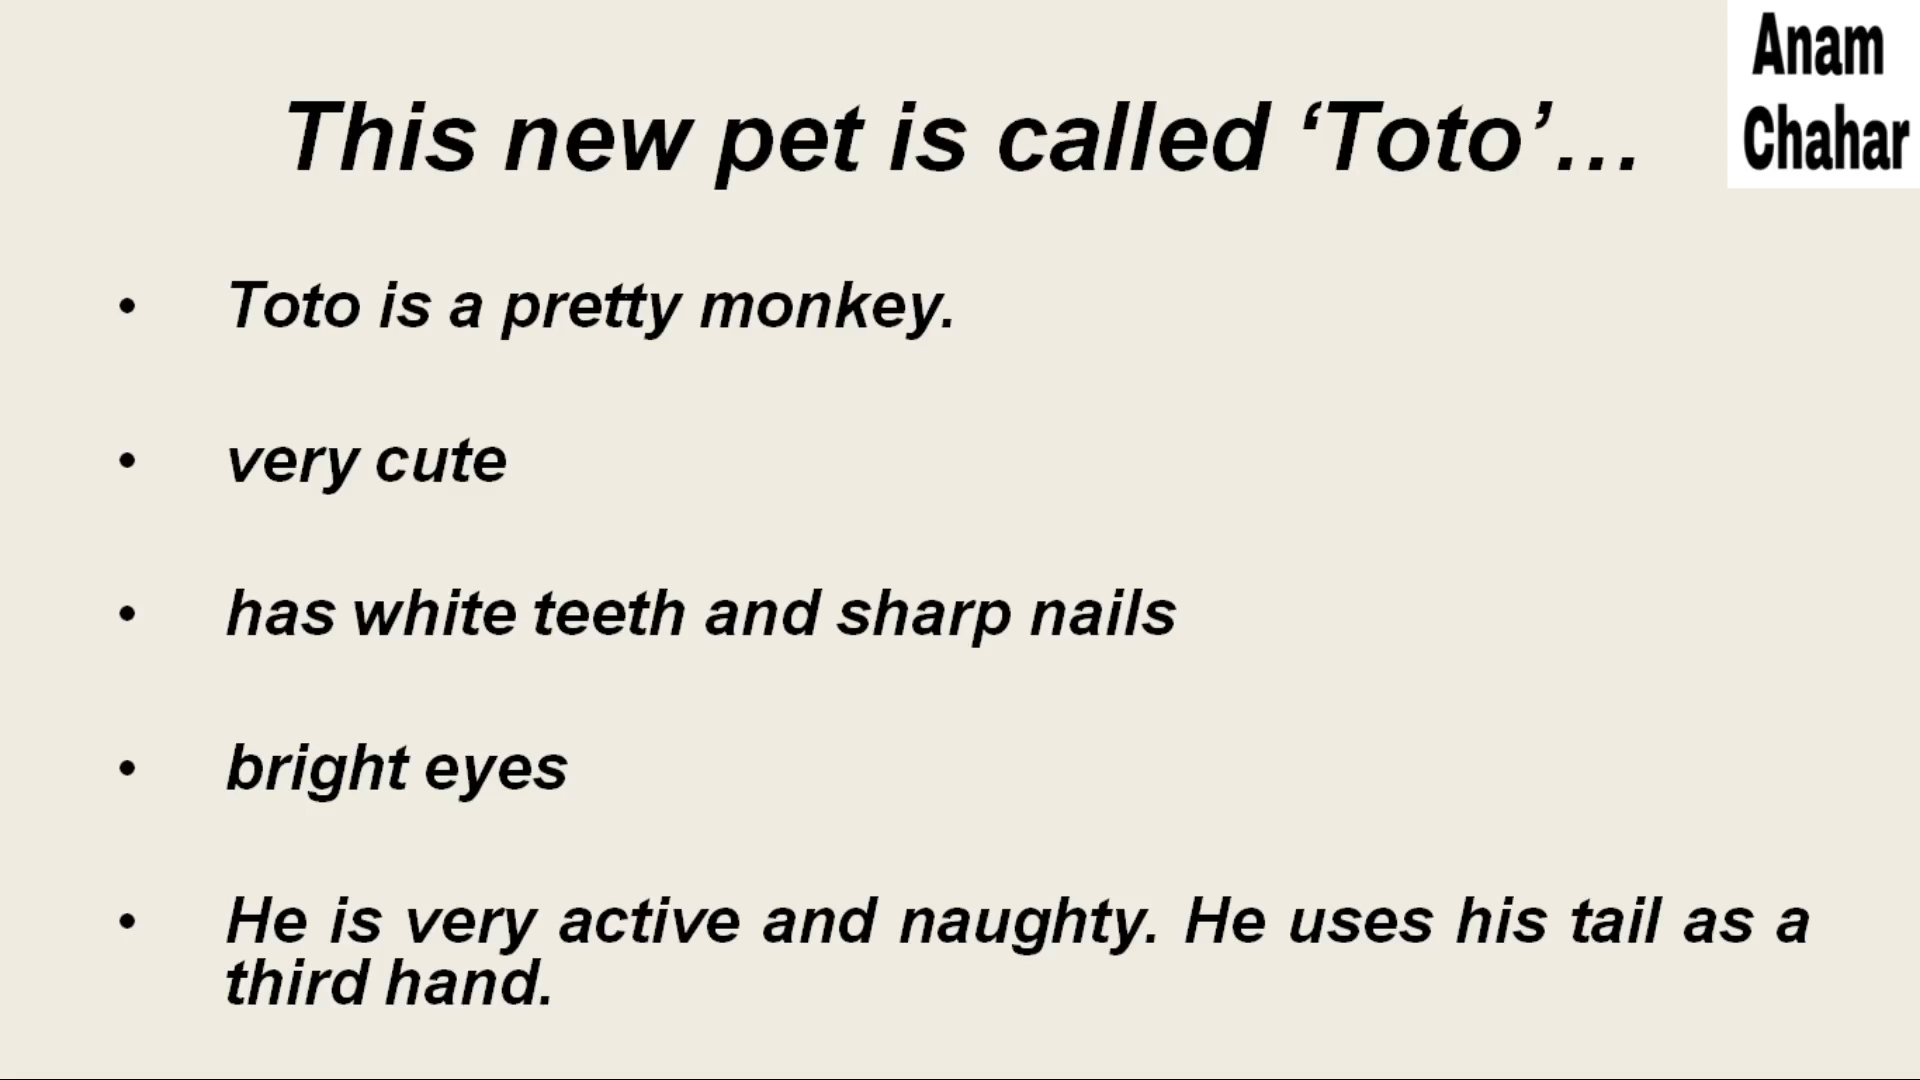 Anam
Chahar
This new pet is called ‘Toto’…
• Toto is a pretty monkey.
• very cute
• has white teeth and sharp nails
• bright eyes
• He is very active and naughty. He uses his tail as a
third hand.